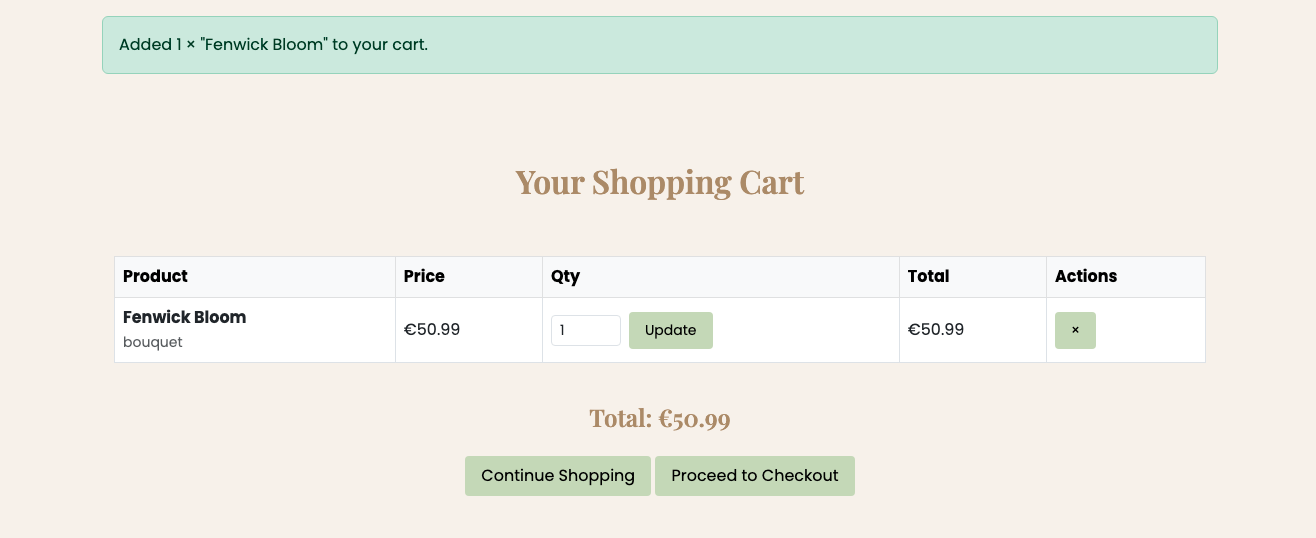 Added 1 × "Fenwick Bloom" to your cart.
Your Shopping Cart
Product Price Qty Total Actions
Fenwick Bloom
bouquet
€50.99 1 Update €50.99 ×
Total: €50.99
Continue Shopping Proceed to Checkout